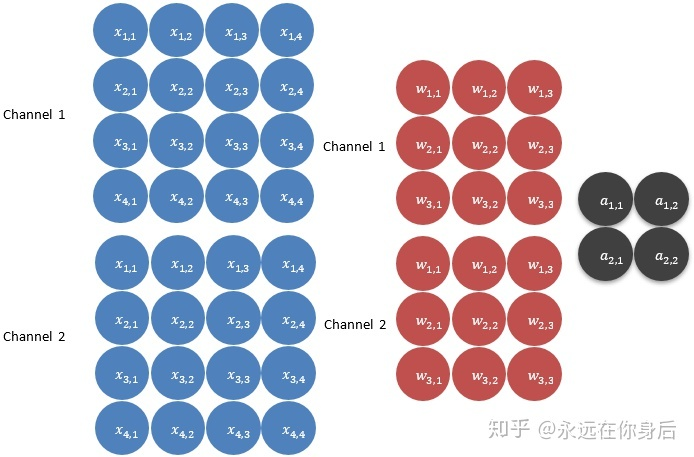 x1,1 x1,2 x1,3 x1,4
x2,1 x2,2 x2,3 x2,4
Channel 1
x3,1 x3,2 x3,3 x3,4
x4,1 x4,2 x4,3 x4,4
x1,1 x1,2 x1,3 x1,4
x2,1 x2,2 x2,3 x2,4
Channel 2
x3,1 x3,2 x3,3 x3,4
x4,1 x4,2 x4,3 x4,4
w1,1 w1,2 w1,3
Channel 1
w2,1 w2,2 w2,3
w3,1 w3,2 w3,3
w1,1 w1,2 w1,3
Channel 2
w2,1 w2,2 w2,3
w3,1 w3,2 w3,3
a1,1 a1,2
a2,1 a2,2
知乎 @永远在你身后